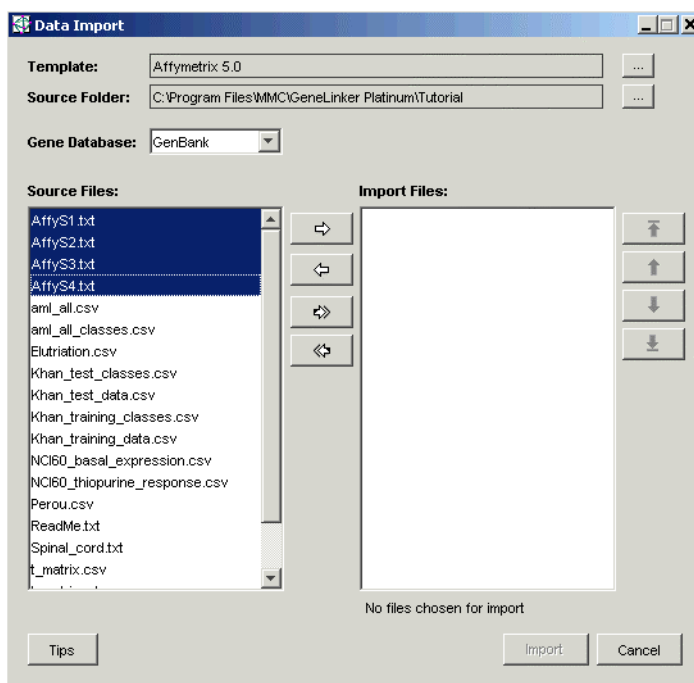 Data Import
Template: Affymetrix 5.0 ...
Source Folder: C:\Program Files\MMC\GeneLinker Platinum\Tutorial ...
Gene Database: GenBank
Source Files: Import Files:
AffyS1.txt
AffyS2.txt
AffyS3.txt
AffyS4.txt
aml_all.csv
aml_all_classes.csv
Elutriation.csv
Khan_test_classes.csv
Khan_test_data.csv
Khan_training_classes.csv
Khan_training_data.csv
NCI60_basal_expression.csv
NCI60_thiopurine_response.csv
Perou.csv
ReadMe.txt
Spinal_cord.txt
t_matrix.csv
No files chosen for import
Tips Import Cancel